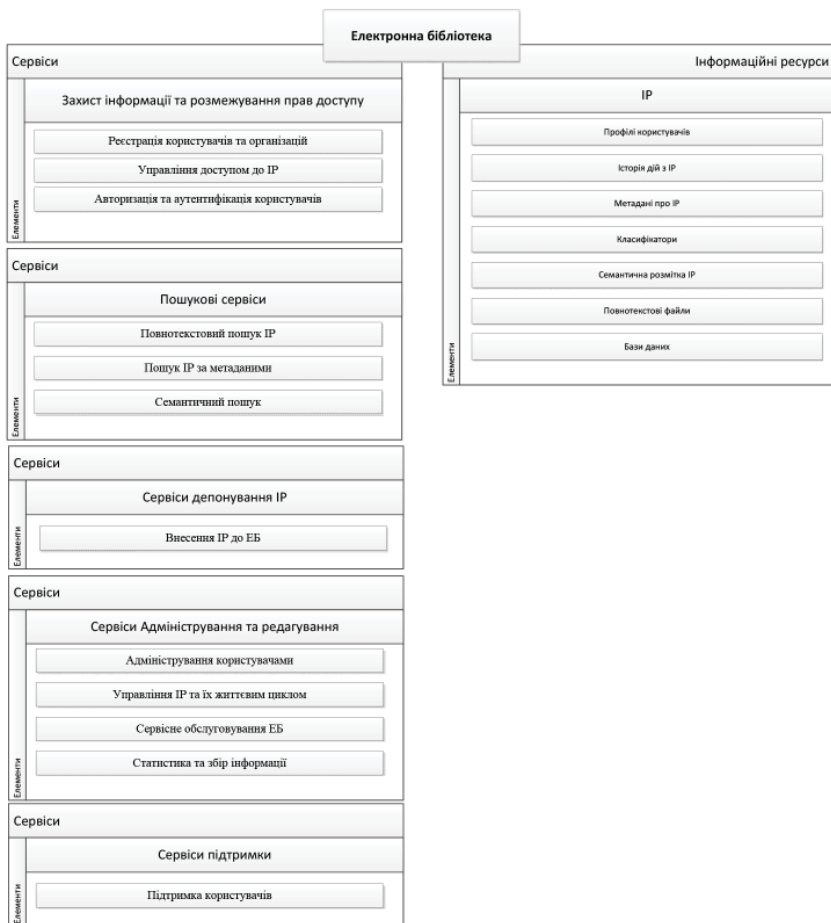 Електронна бібліотека
Сервіси
Захист інформації та розмежування прав доступу
Реєстрація користувачів та організацій
Управління доступом до ІР
Авторизація та аутентифікація користувачів
Елементи
Сервіси
Пошукові сервіси
Повнотекстовий пошук ІР
Пошук ІР за метаданими
Семантичний пошук
Елементи
Сервіси
Сервіси депонування ІР
Внесення ІР до ЕБ
Елементи
Сервіси
Сервіси Адміністрування та редагування
Адміністрування користувачами
Управління ІР та їх життєвим циклом
Сервісне обслуговування ЕБ
Статистика та збір інформації
Елементи
Сервіси
Сервіси підтримки
Підтримка користувачів
Елементи
Інформаційні ресурси
ІР
Профілі користувачів
Історія дій з ІР
Метадані про ІР
Класифікатори
Семантична розмітка ІР
Повнотекстові файли
Бази даних
Елементи